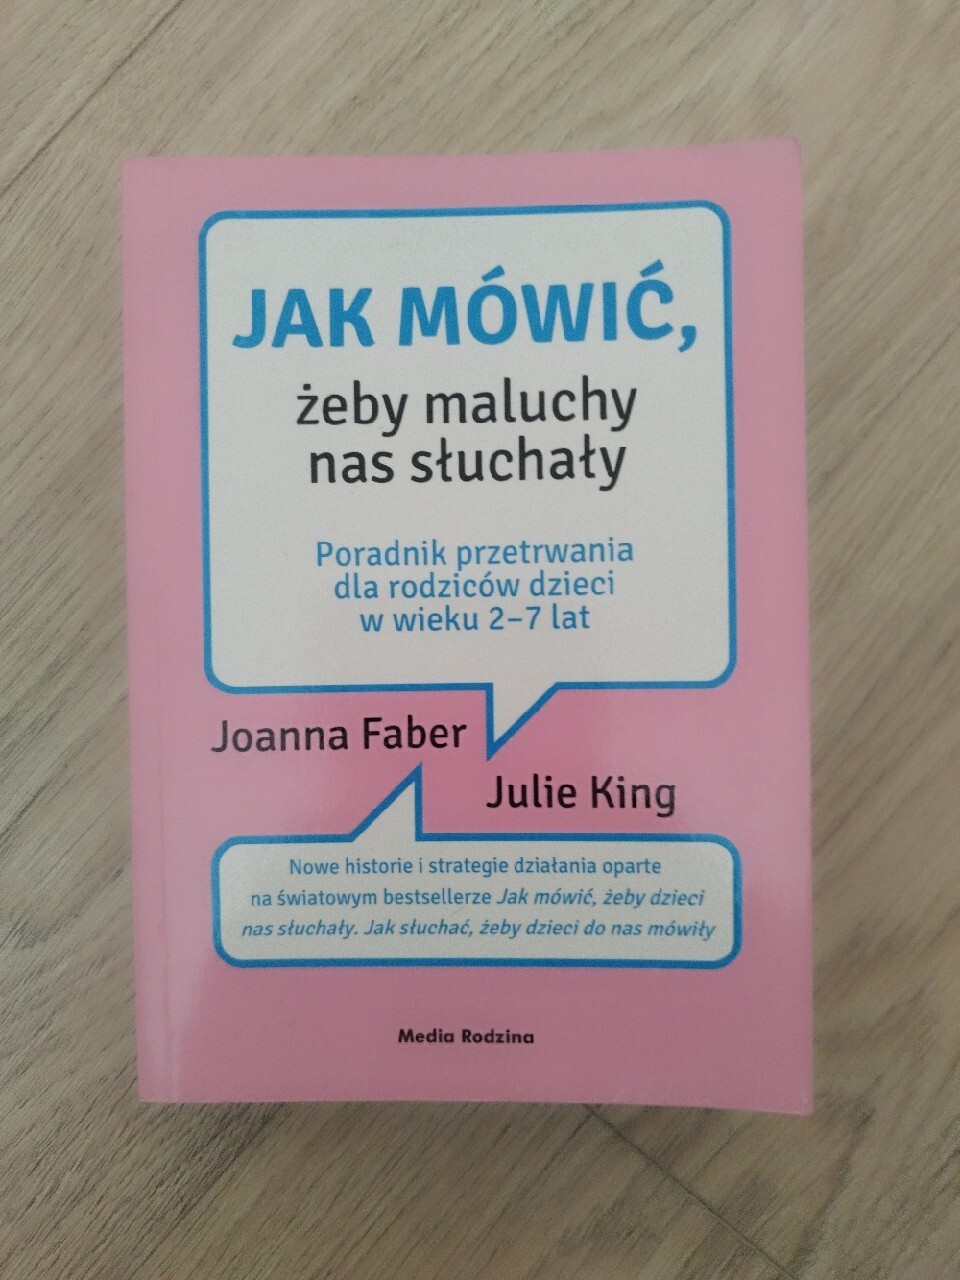 JAK MÓWIĆ,
żeby maluchy
nas słuchały
Poradnik przetrwania
dla rodziców dzieci
w wieku 2–7 lat
Joanna Faber
Julie King
Nowe historie i strategie działania oparte
na światowym bestsellerze Jak mówić, żeby dzieci
nas słuchały. Jak słuchać, żeby dzieci do nas mówiły
Media Rodzina